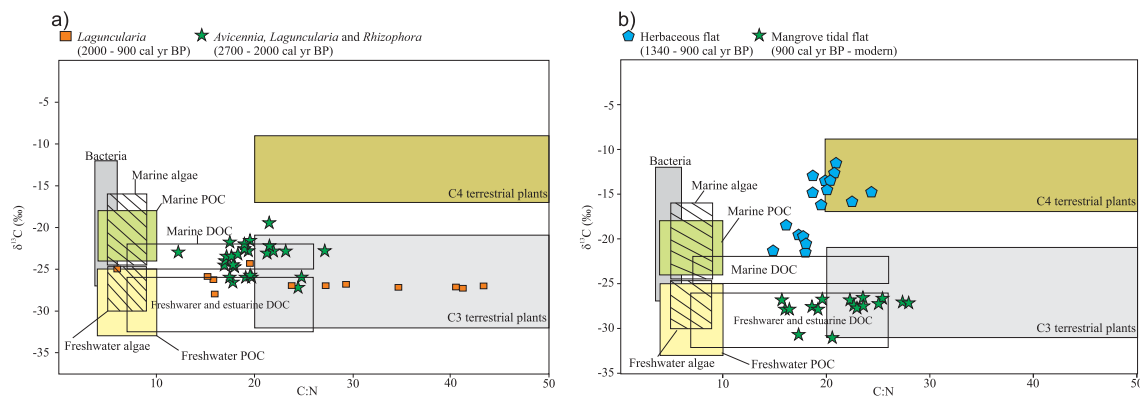 a)
Laguncularia
(2000 - 900 cal yr BP)
Avicennia, Laguncularia and Rhizophora
(2700 - 2000 cal yr BP)
-5
-10
-15
-20
-25
-30
-35
δ¹³C (‰)
Bacteria
Marine algae
Marine POC
Marine DOC
C4 terrestrial plants
Freshwarer and estuarine DOC
C3 terrestrial plants
Freshwater algae
Freshwater POC
10
20
30
40
50
C:N
b)
Herbaceous flat
(1340 - 900 cal yr BP)
Mangrove tidal flat
(900 cal yr BP - modern)
-5
-10
-15
-20
-25
-30
-35
δ¹³C (‰)
Bacteria
Marine algae
Marine POC
Marine DOC
C4 terrestrial plants
Freshwarer and estuarine DOC
C3 terrestrial plants
Freshwater algae
Freshwater POC
10
20
30
40
50
C:N